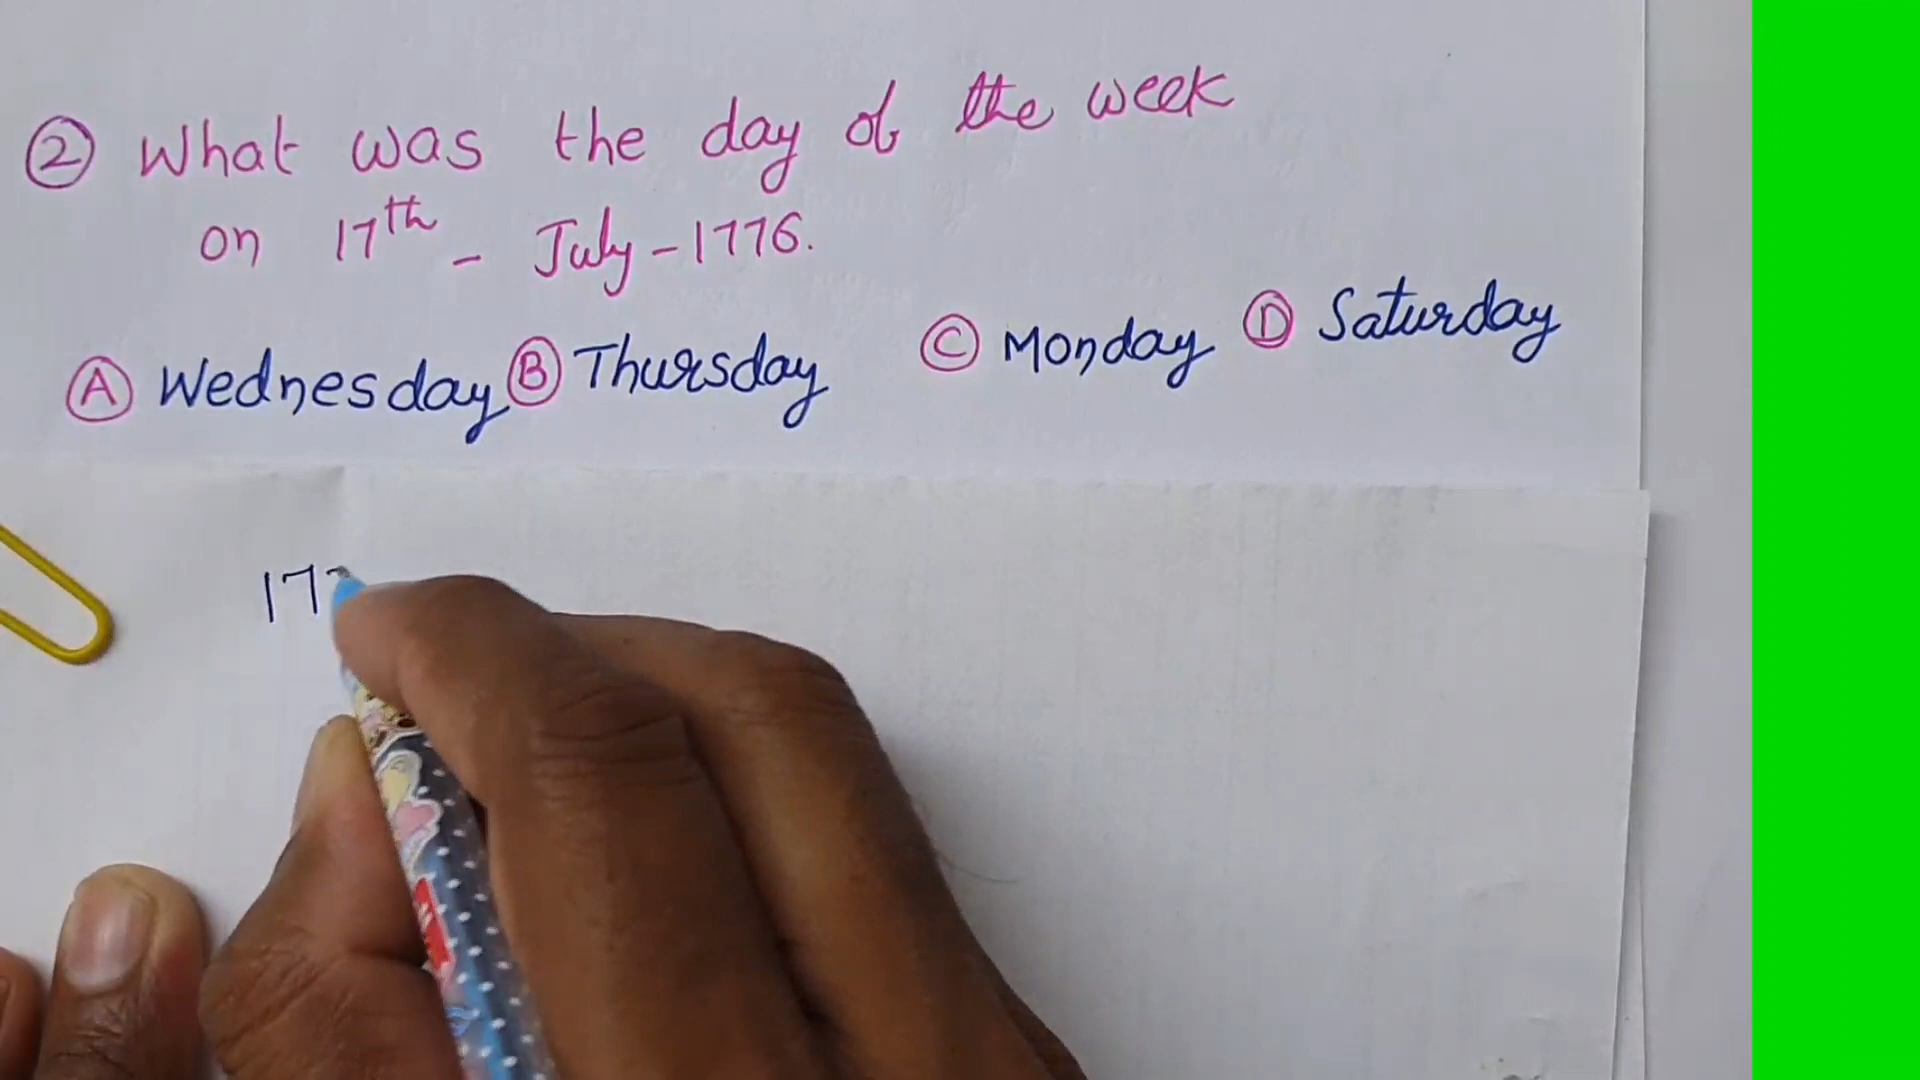 ② What was the day of the week
on 17th - July - 1776.
Ⓐ Wednesday Ⓑ Thursday Ⓒ Monday Ⓓ Saturday
17